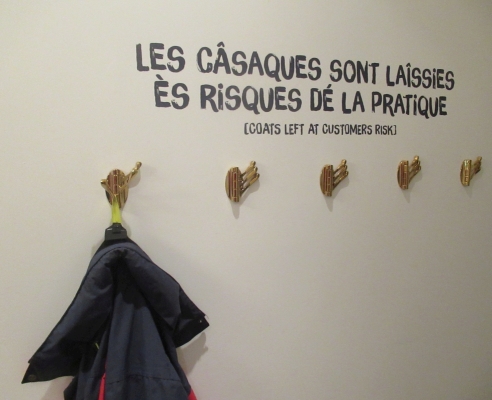 LES CÂSAQUES SONT LAÎSSIES
ÈS RISQUES DÉ LA PRATIQUE
[COATS LEFT AT CUSTOMERS RISK]